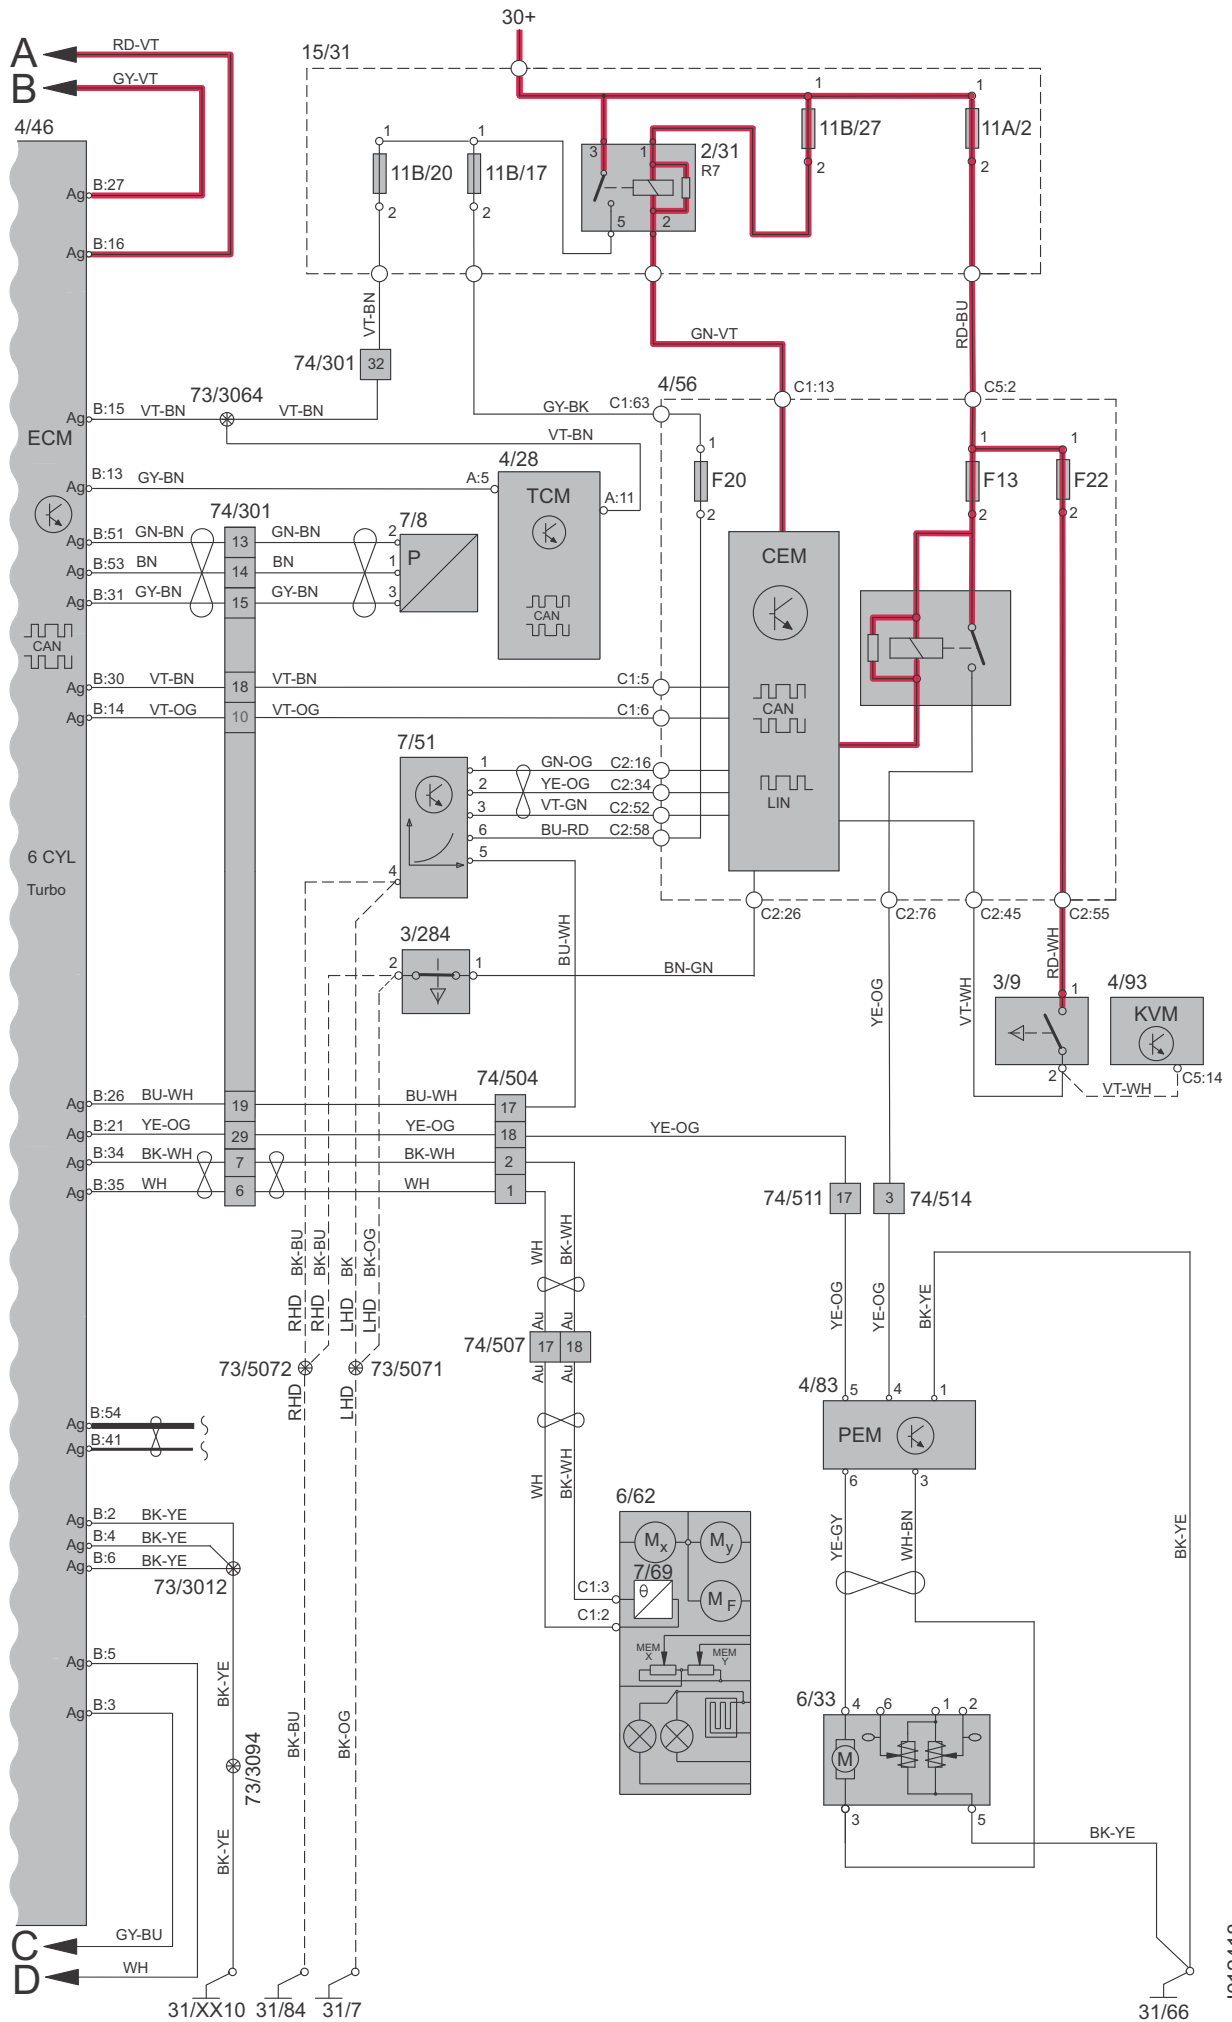 30+
A
RD-VT
15/31
B
GY-VT
4/46
1
1
1
1
11B/20
11B/17
3
1
2/31
R7
11B/27
11A/2
2
2
5
2
2
2
Ag
B:27
Ag
B:16
VT-BN
GN-VT
RD-BU
74/301
32
73/3064
4/56
C1:13
C5:2
Ag
B:15
VT-BN
VT-BN
GY-BK
C1:63
ECM
VT-BN
1
1
1
4/28
Ag
B:13
GY-BN
A:5
TCM
A:11
F20
F13
F22
74/301
7/8
2
2
2
Ag
B:51
GN-BN
13
GN-BN
2
P
CEM
Ag
B:53
BN
14
BN
1
Ag
B:31
GY-BN
15
GY-BN
3
CAN
CAN
Ag
B:30
VT-BN
18
VT-BN
C1:5
Ag
B:14
VT-OG
10
VT-OG
C1:6
CAN
7/51
1
GN-OG
C2:16
2
YE-OG
C2:34
3
VT-GN
C2:52
LIN
6
BU-RD
C2:58
5
4
6 CYL
Turbo
C2:26
C2:76
C2:45
C2:55
3/284
BU-WH
2
1
BN-GN
YE-OG
VT-WH
RD-WH
3/9
1
4/93
KVM
2
VT-WH
C5:14
74/504
Ag
B:26
BU-WH
19
BU-WH
17
Ag
B:21
YE-OG
29
YE-OG
18
YE-OG
Ag
B:34
BK-WH
7
BK-WH
2
Ag
B:35
WH
6
WH
1
74/511
17
3
74/514
RHD
BK-BU
RHD
BK-BU
LHD
BK
LHD
BK-OG
WH
BK-WH
YE-OG
YE-OG
BK-YE
Au
Au
74/507
17
18
Au
Au
73/5072
73/5071
RHD
LHD
4/83
5
4
1
PEM
Ag
B:54
Ag
B:41
6
3
WH
BK-WH
YE-GY
WH-BN
BK-YE
6/62
Ag
B:2
BK-YE
Ag
B:4
BK-YE
Ag
B:6
BK-YE
73/3012
Mx
My
7/69
θ
MF
C1:3
C1:2
MEM
X
MEM
Y
Ag
B:5
BK-YE
Ag
B:3
BK-BU
BK-OG
73/3094
6/33
4
6
1
2
M
3
5
BK-YE
BK-YE
C
GY-BU
D
WH
31/XX10
31/84
31/7
31/66